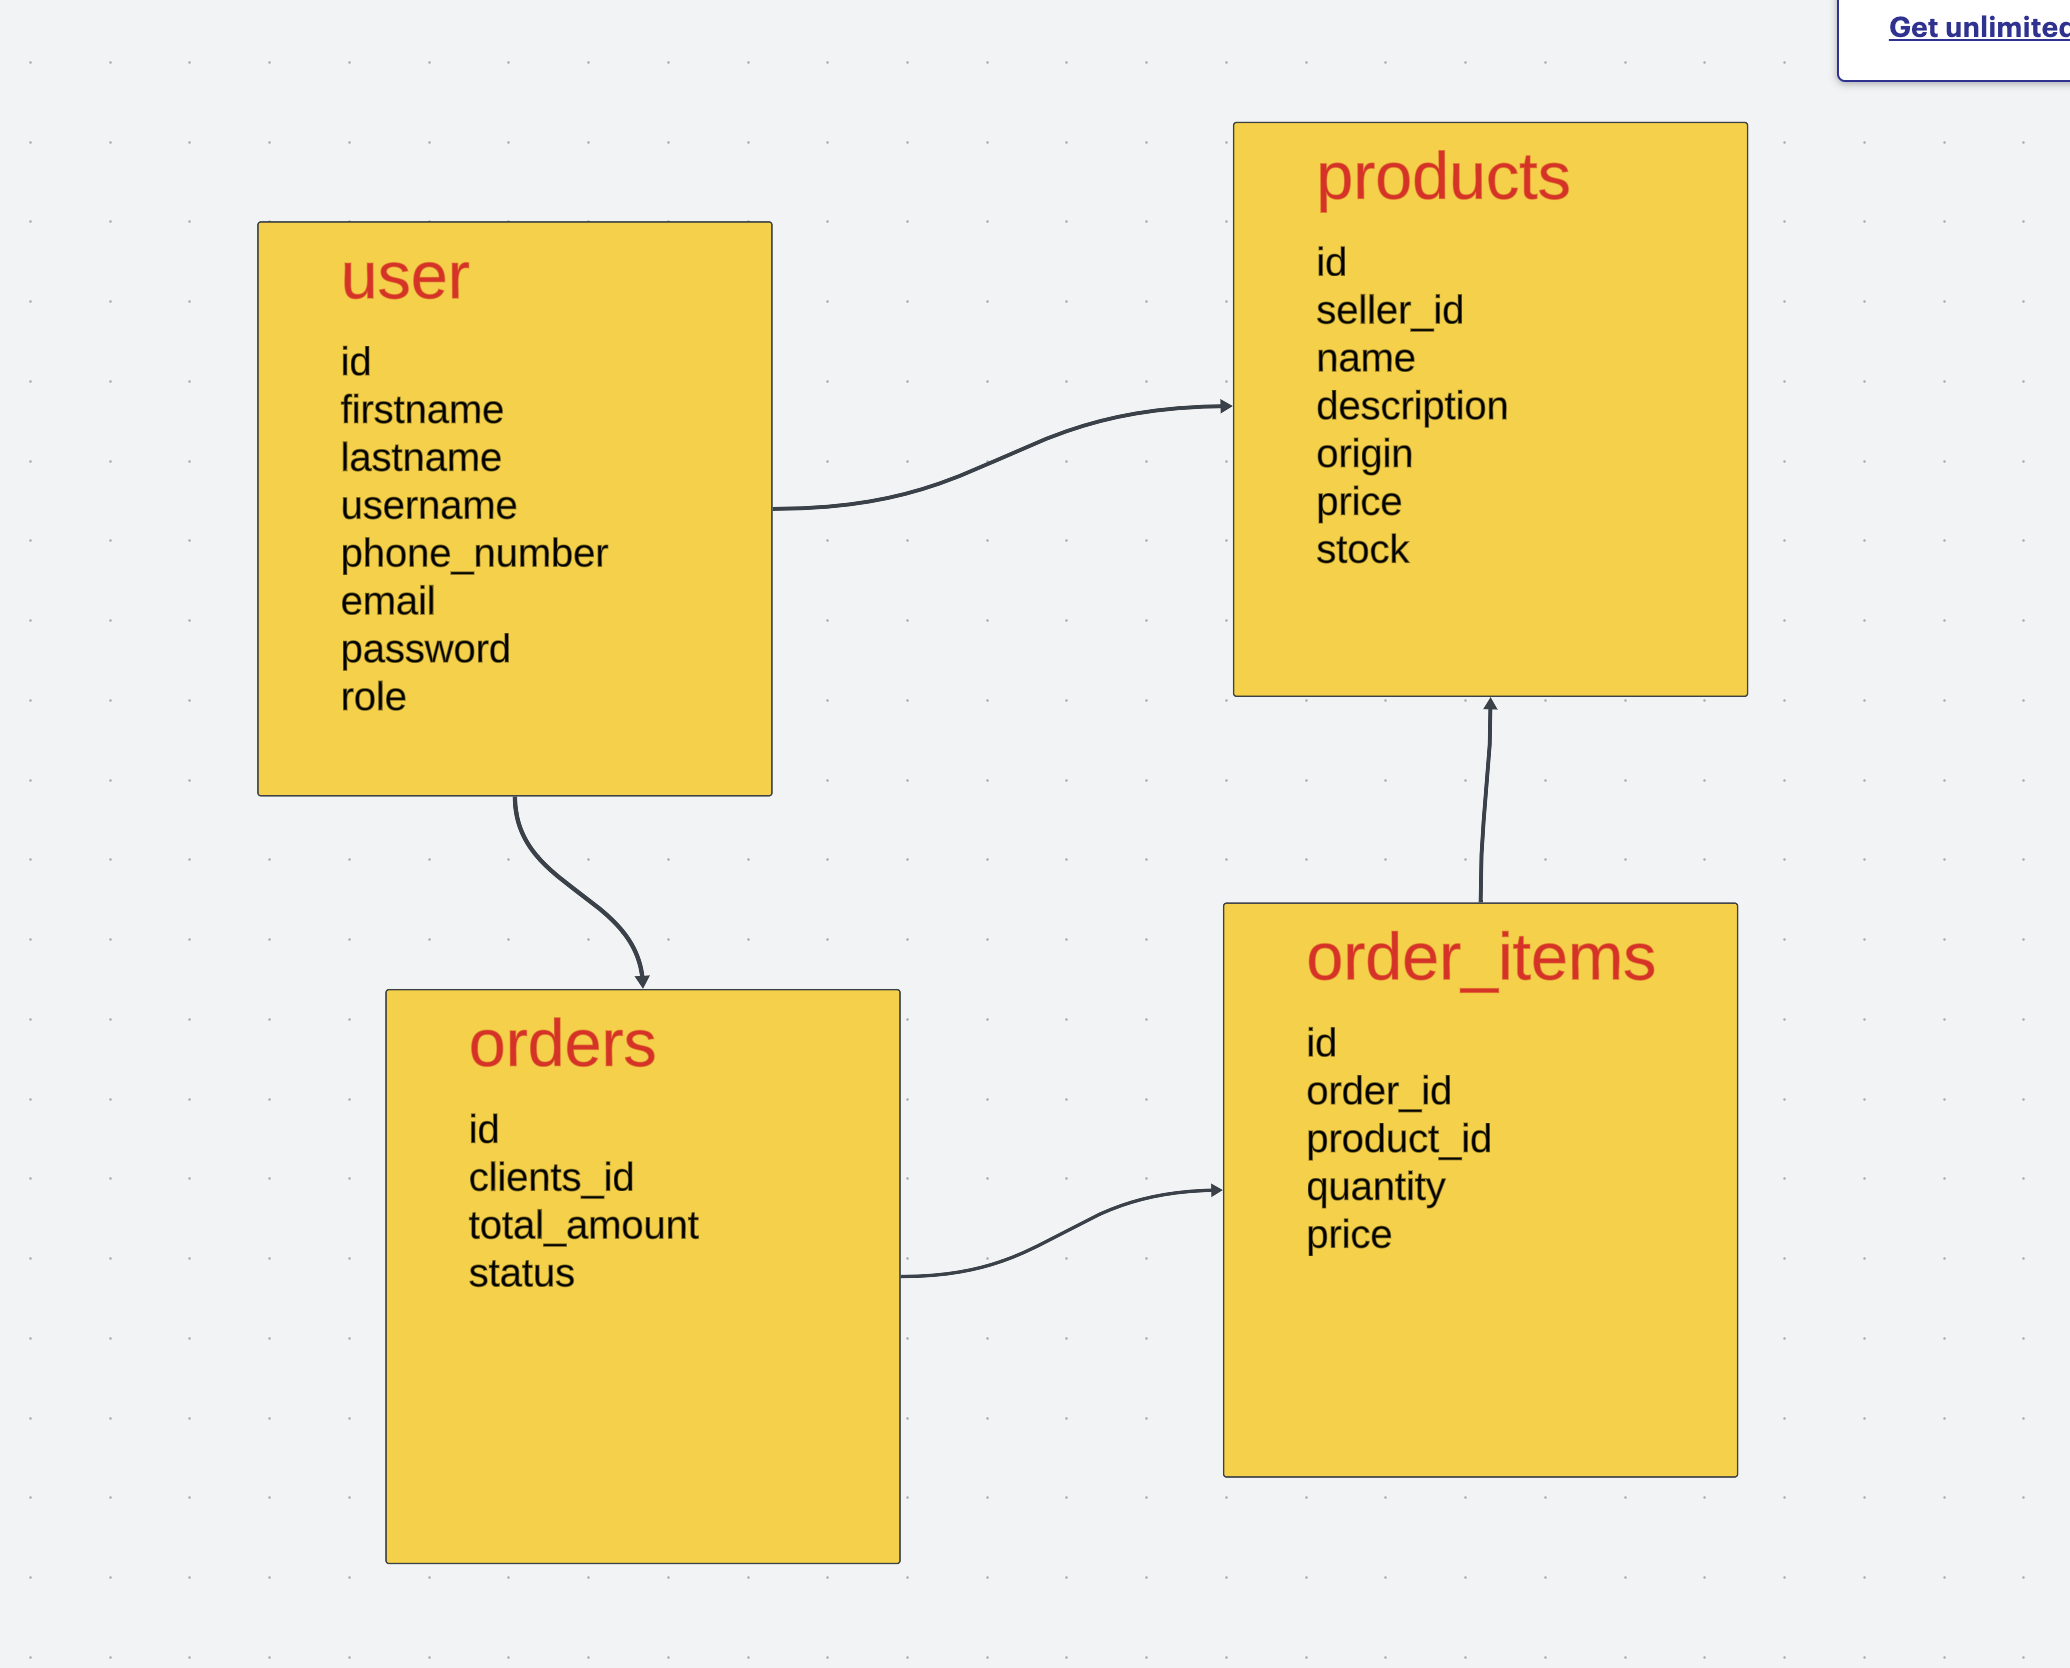 Get unlimited
products
id
seller_id
name
description
origin
price
stock
user
id
firstname
lastname
username
phone_number
email
password
role
orders
id
clients_id
total_amount
status
order_items
id
order_id
product_id
quantity
price